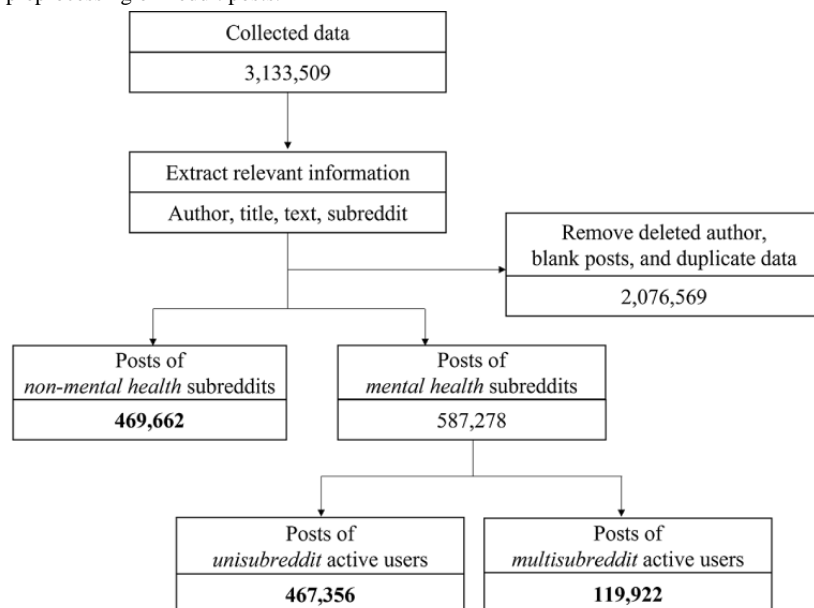 Collected data
3,133,509
Extract relevant information
Author, title, text, subreddit
Remove deleted author,
blank posts, and duplicate data
2,076,569
Posts of
non-mental health subreddits
469,662
Posts of
mental health subreddits
587,278
Posts of
unisubreddit active users
467,356
Posts of
multisubreddit active users
119,922